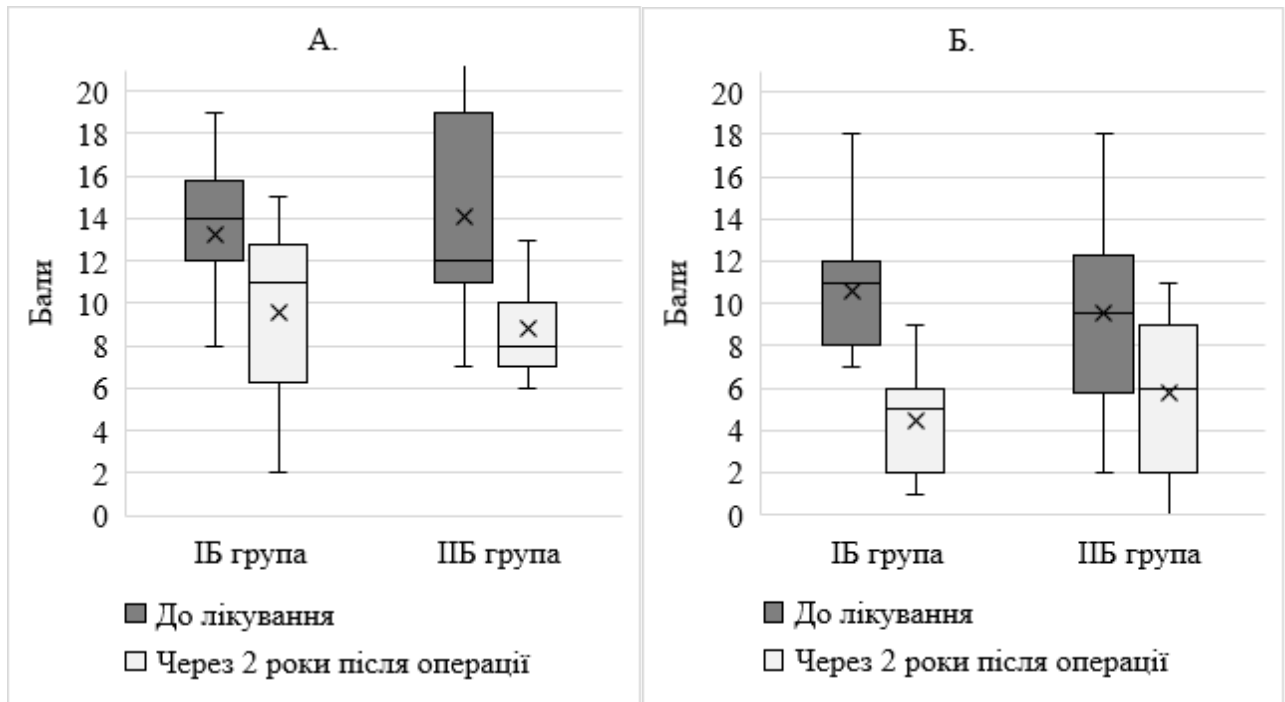 А.
20
18
16
14
12
10
8
6
4
2
0
Бали
ІБ група
ІІБ група
До лікування
Через 2 роки після операції
Б.
20
18
16
14
12
10
8
6
4
2
0
Бали
ІБ група
ІІБ група
До лікування
Через 2 роки після операції